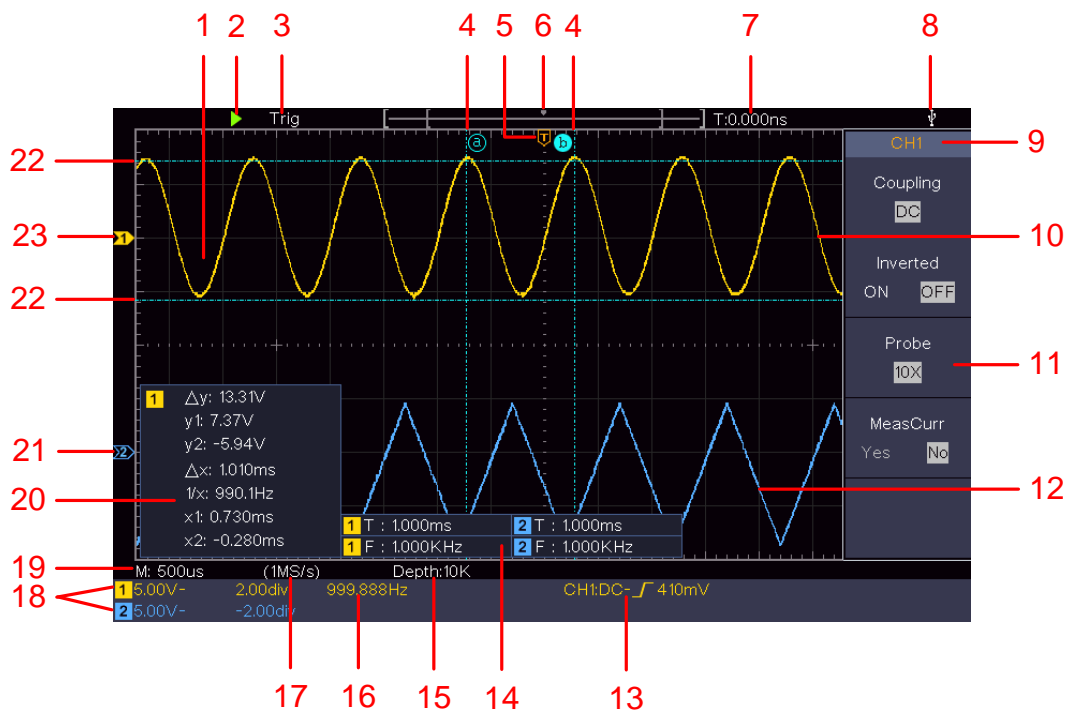 1 2 3 4 5 6 4 7 8
Trig T:0.000ns
a T b
CH1 9
22
Coupling
DC
23 1 10
Inverted
ON OFF
22
Probe
10X 11
1 Δy: 13.31V
y1: 7.37V
y2: -5.94V
Δx: 1.010ms
1/x: 990.1Hz
x1: 0.730ms
x2: -0.280ms
MeasCurr
Yes No
21 2
20 12
1 T : 1.000ms 2 T : 1.000ms
1 F : 1.000KHz 2 F : 1.000KHz
19 M: 500us (1MS/s) Depth:10K
18 1 5.00V- 2.00div 999.888Hz CH1:DC- 410mV
2 5.00V- -2.00div
17 16 15 14 13